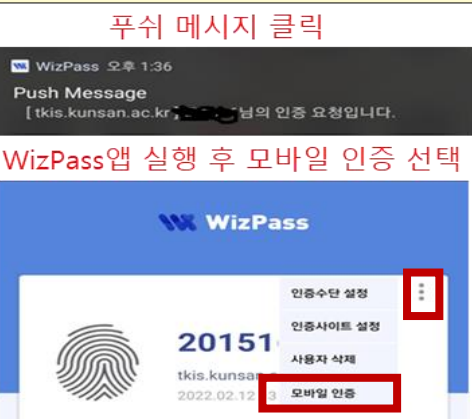 푸쉬 메시지 클릭
WizPass 오후 1:36
Push Message
[ tkis.kunsan.ac.kr 님의 인증 요청입니다.
WizPass앱 실행 후 모바일 인증 선택
WizPass
인증수단 설정
인증사이트 설정
20151
사용자 삭제
tkis.kunsan
2022.02.12
모바일 인증